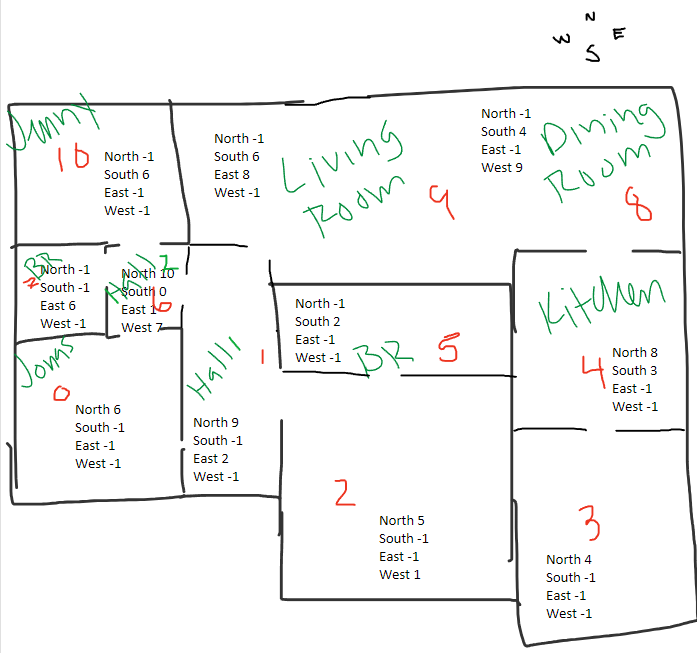 N
W E
S
Jimmy
10
North -1
South 6
East -1
West -1
North -1
South 6
East 8
West -1
Living
Room
9
North -1
South 4
East -1
West 9
Dining
Room
8
BR
7
North -1
South -1
East 6
West -1
Hall 2
6
North 10
South 0
East 1
West 7
North -1
South 2
East -1
West -1
BR
5
Kitchen
4
North 8
South 3
East -1
West -1
Jonas
0
North 6
South -1
East -1
West -1
Hall 1
1
North 9
South -1
East 2
West -1
2
North 5
South -1
East -1
West 1
3
North 4
South -1
East -1
West -1